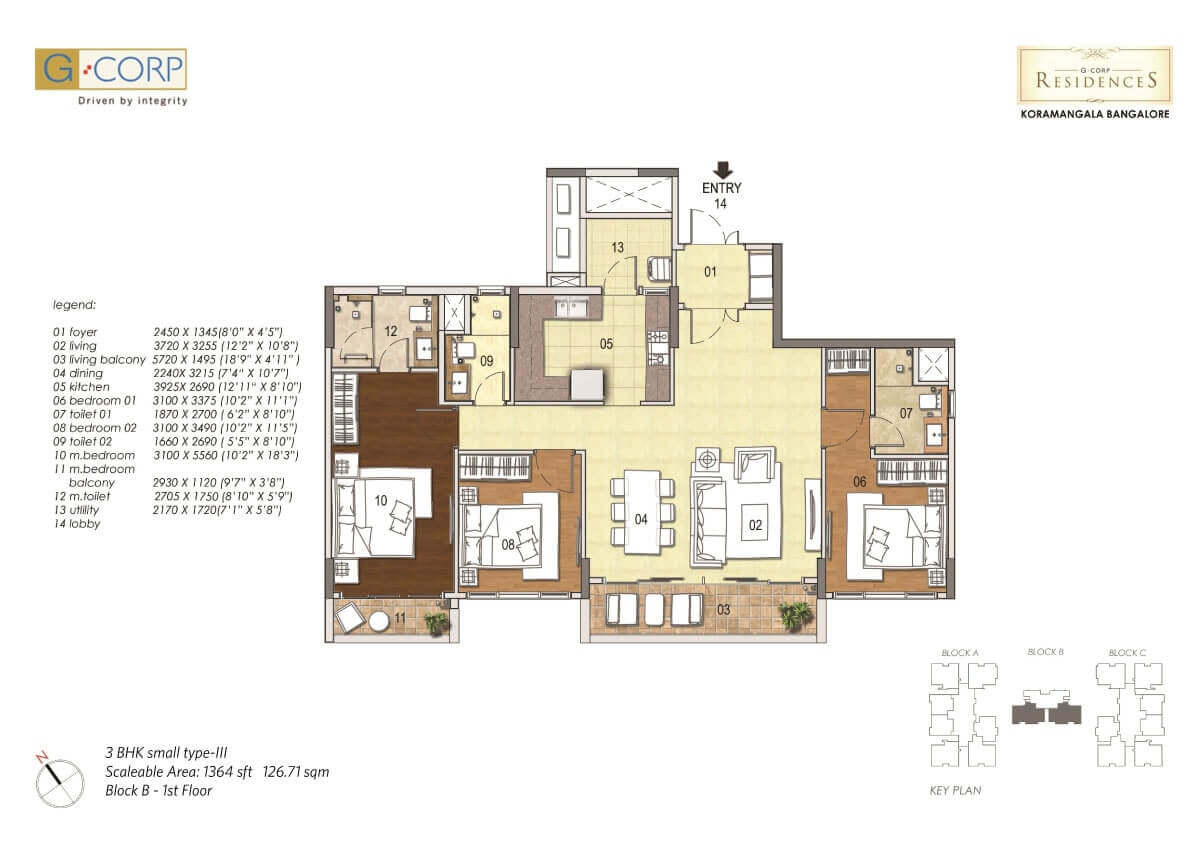 G:CORP
Driven by integrity
G·CORP
RESIDENCES
KORAMANGALA BANGALORE
ENTRY
14
13
01
12
09
05
07
10
08
04
02
06
11
03
legend:
01 foyer 2450 X 1345(8'0" X 4'5")
02 living 3720 X 3255 (12'2" X 10'8")
03 living balcony 5720 X 1495 (18'9" X 4'11" )
04 dining 2240X 3215 (7'4" X 10'7")
05 kitchen 3925X 2690 (12'11" X 8'10")
06 bedroom 01 3100 X 3375 (10'2" X 11'1")
07 toilet 01 1870 X 2700 ( 6'2" X 8'10")
08 bedroom 02 3100 X 3490 (10'2" X 11'5")
09 toilet 02 1660 X 2690 ( 5'5" X 8'10")
10 m.bedroom 3100 X 5560 (10'2" X 18'3")
11 m.bedroom
balcony 2930 X 1120 (9'7" X 3'8")
12 m.toilet 2705 X 1750 (8'10" X 5'9")
13 utlility 2170 X 1720(7'1" X 5'8")
14 lobby
BLOCK A
BLOCK B
BLOCK C
KEY PLAN
N
3 BHK small type-III
Scaleable Area: 1364 sft 126.71 sqm
Block B - 1st Floor